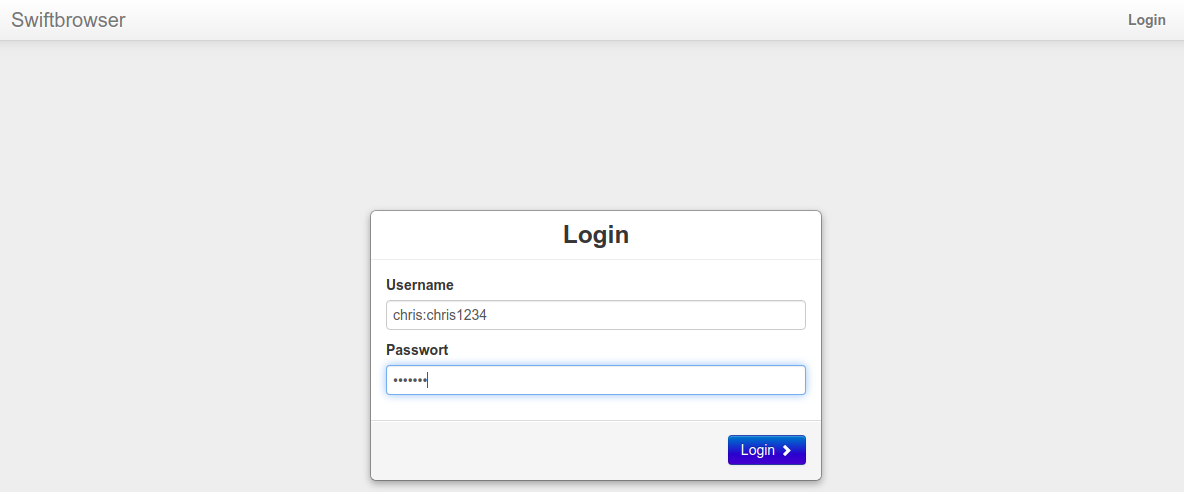 Swiftbrowser
Login
Login
Username
chris:chris1234
Passwort
•••••••
Login